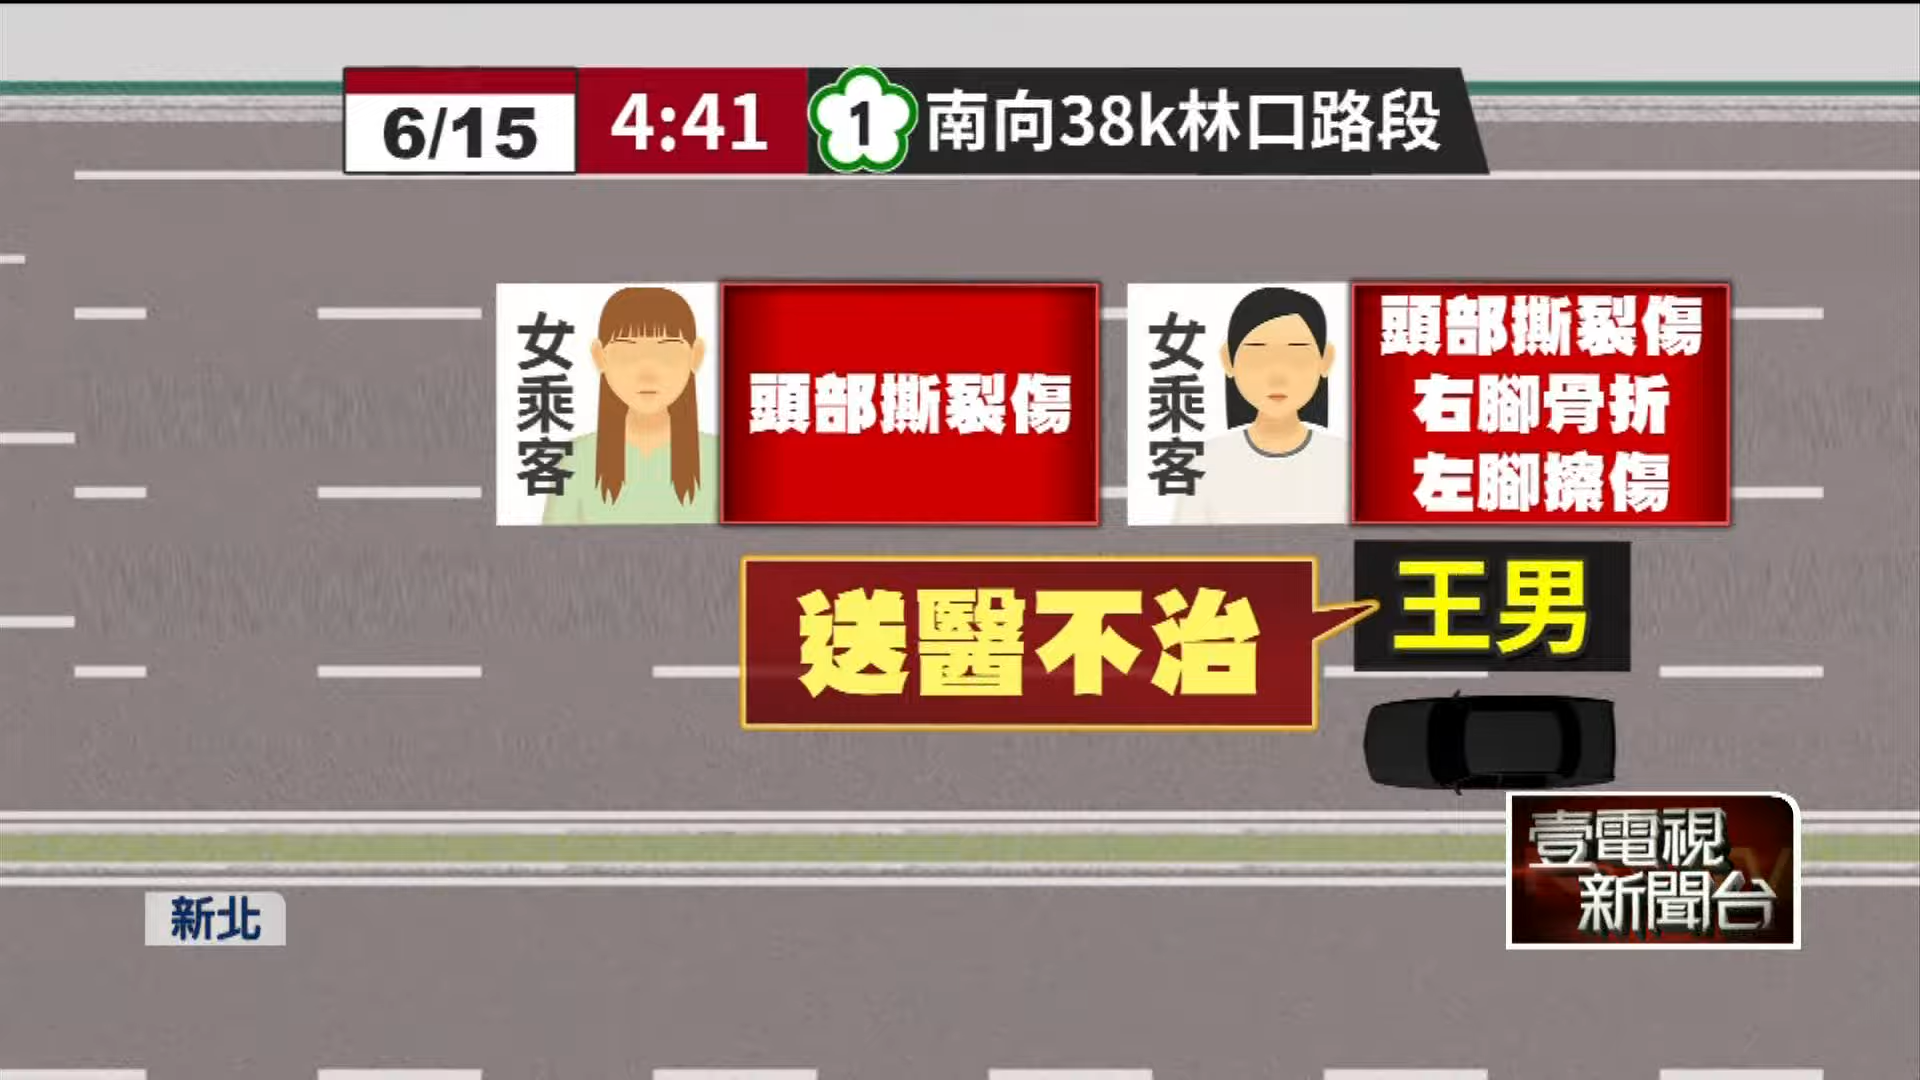 6/15 4:41 1 南向38k林口路段
女乘客
頭部撕裂傷
女乘客
頭部撕裂傷
右腳骨折
左腳擦傷
送醫不治
王男
壹電視
新聞台
新北